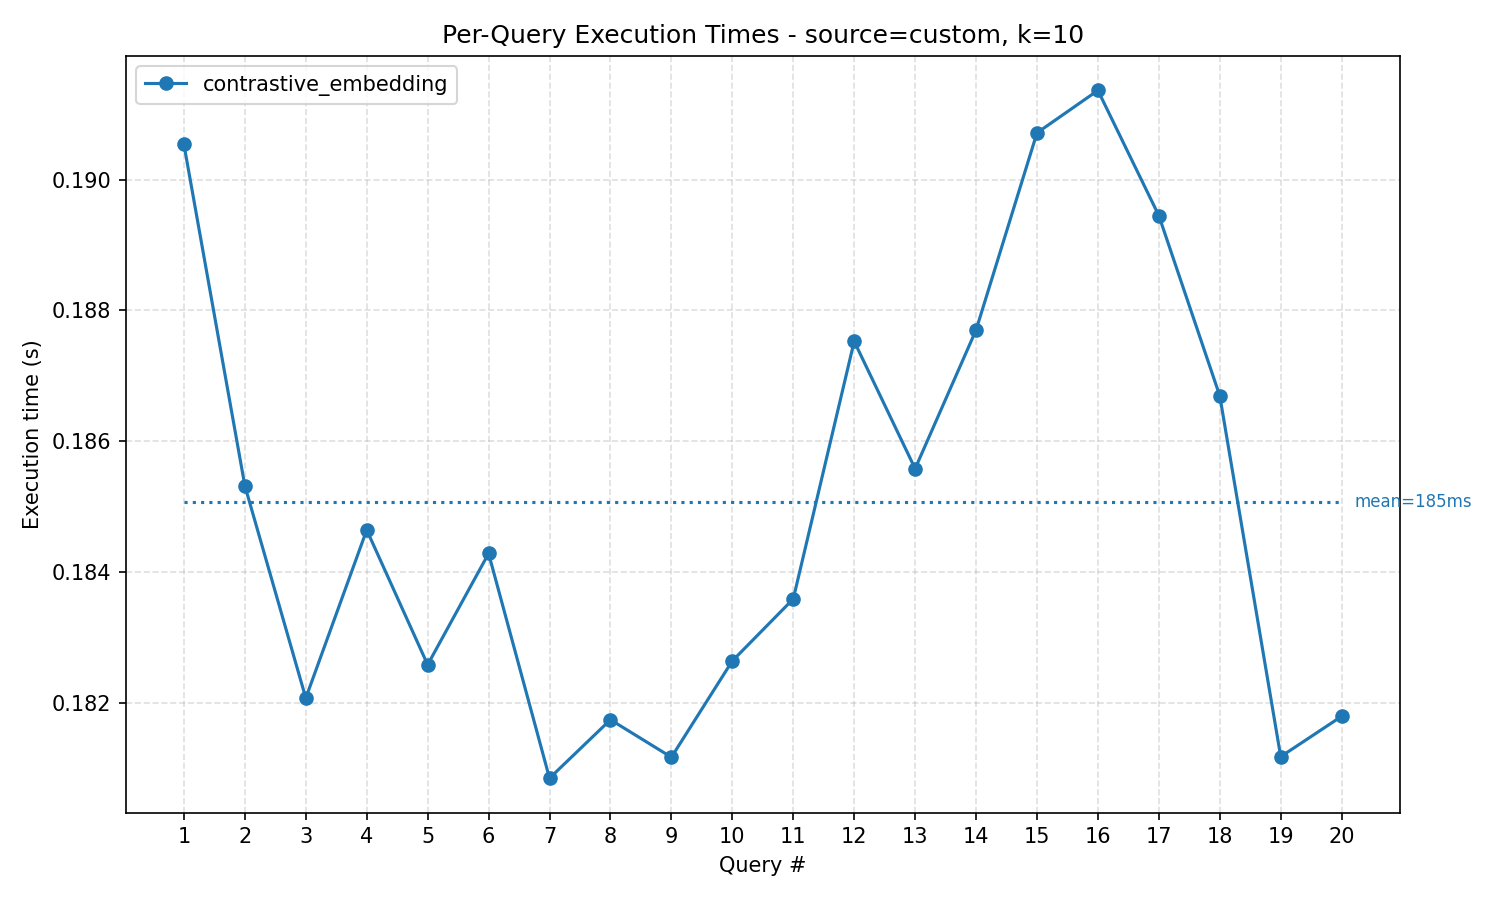 Per-Query Execution Times - source=custom, k=10
contrastive_embedding
Execution time (s)
0.190
0.188
0.186
0.184
0.182
mean=185ms
1 2 3 4 5 6 7 8 9 10 11 12 13 14 15 16 17 18 19 20
Query #